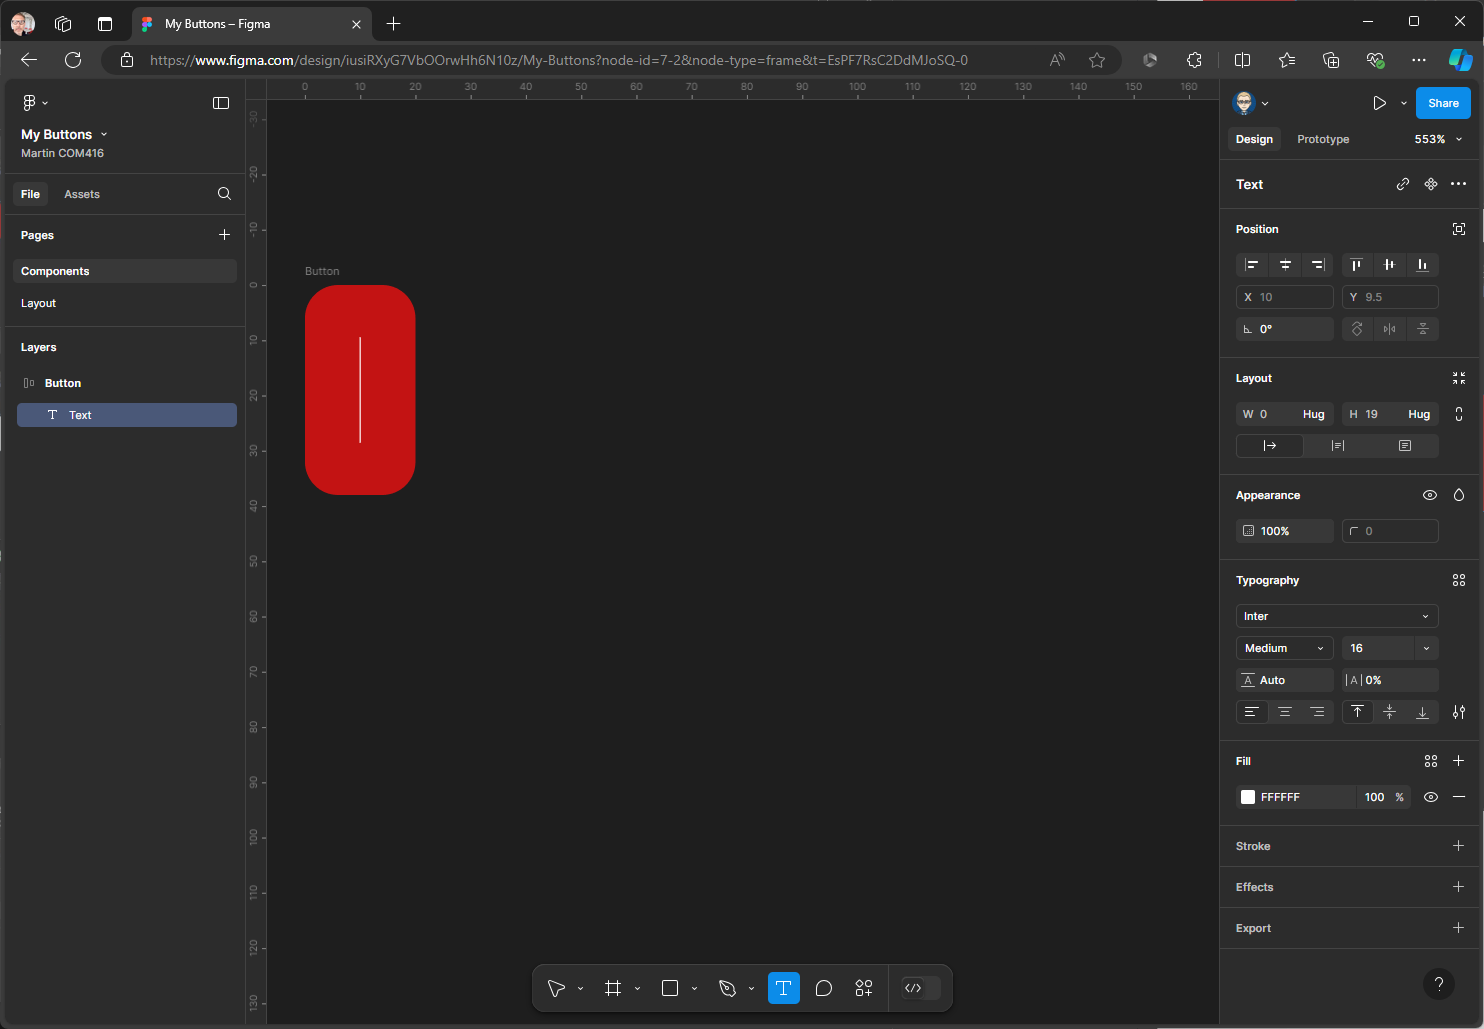 My Buttons – Figma
https://www.figma.com/design/iusiRXyG7VbOOrwHh6N10z/My-Buttons?node-id=7-2&node-type=frame&t=EsPF7RsC2DdMJoSQ-0
My Buttons
Martin COM416
File Assets
Pages
Components
Layout
Layers
Button
Text
0 10 20 30 40 50 60 70 80 90 100 110 120 130 140 150 160
-30
-20
-10
0
10
20
30
40
50
60
70
80
90
100
110
120
130
Button
Share
Design Prototype 553%
Text
Position
X 10 Y 9.5
0°
Layout
W 0 Hug H 19 Hug
Appearance
100% 0
Typography
Inter
Medium 16
A Auto |A| 0%
Fill
FFFFFF 100 %
Stroke
Effects
Export
?